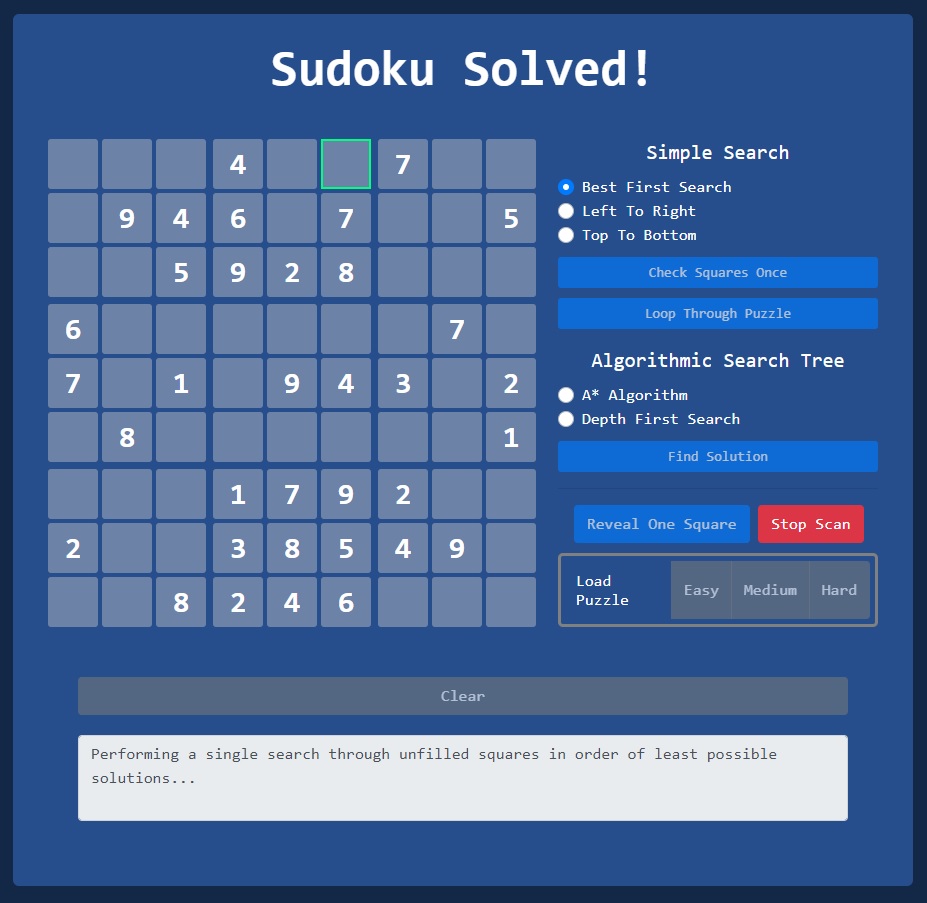 Sudoku Solved!
4 7
9 4 6 7 5
5 9 2 8
6 7
7 1 9 4 3 2
8 1
1 7 9 2
2 3 8 5 4 9
8 2 4 6
Simple Search
Best First Search
Left To Right
Top To Bottom
Check Squares Once
Loop Through Puzzle
Algorithmic Search Tree
A* Algorithm
Depth First Search
Find Solution
Reveal One Square Stop Scan
Load
Puzzle
Easy Medium Hard
Clear
Performing a single search through unfilled squares in order of least possible
solutions...